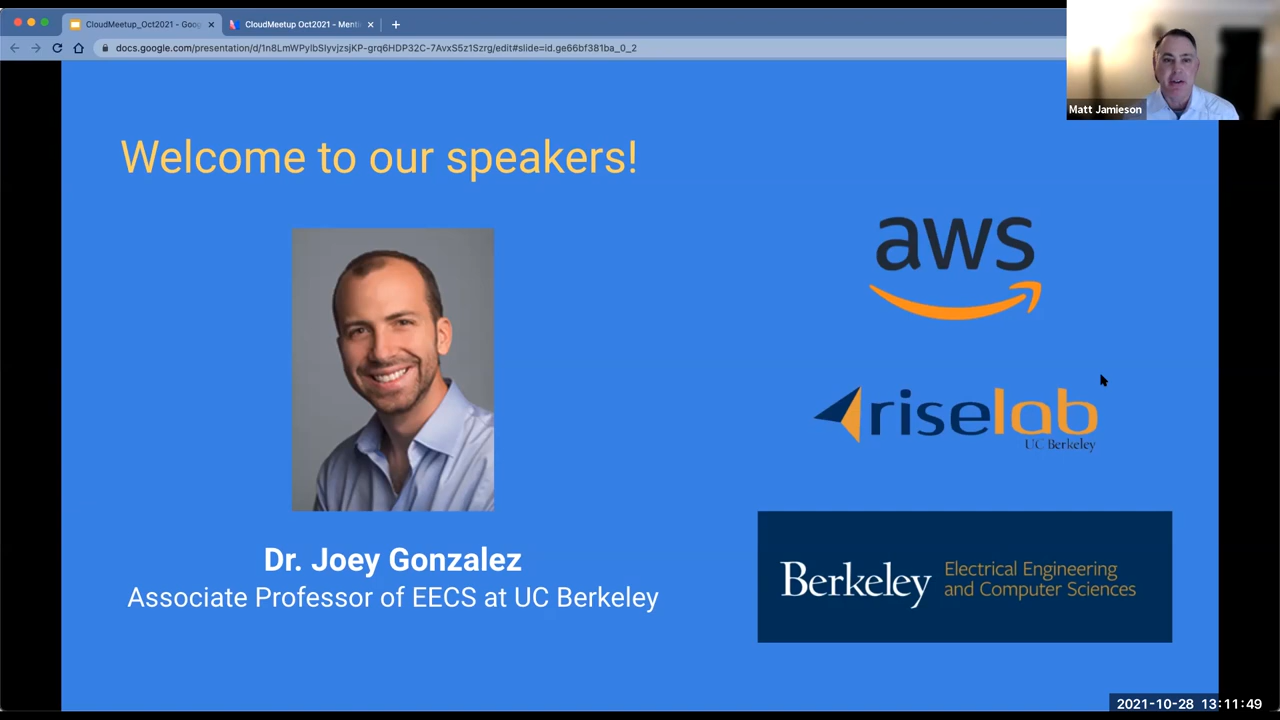 CloudMeetup_Oct2021 - Goog
CloudMeetup Oct2021 - Menti
docs.google.com/presentation/d/1n8LmWPylbSIyvjzsjKP-grq6HDP32C-7AvxS5z1Szrg/edit#slide=id.ge66bf381ba_0_2
Matt Jamieson
Welcome to our speakers!
aws
riselab
UC Berkeley
Dr. Joey Gonzalez
Associate Professor of EECS at UC Berkeley
Berkeley
Electrical Engineering
and Computer Sciences
2021-10-28 13:11:49